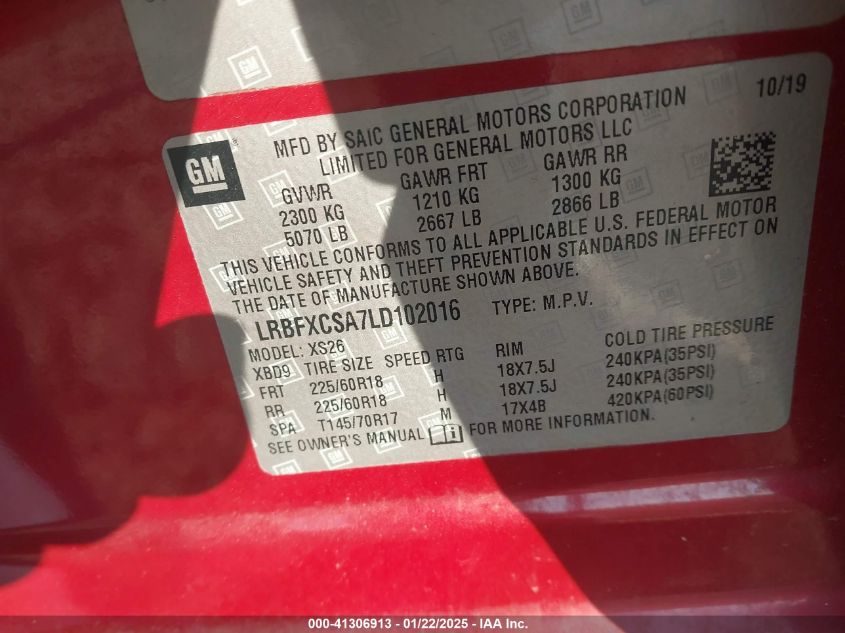 10/19
MFD BY SAIC GENERAL MOTORS CORPORATION
LIMITED FOR GENERAL MOTORS LLC
GM
GVWR GAWR FRT GAWR RR
2300 KG 1210 KG 1300 KG
5070 LB 2667 LB 2866 LB
THIS VEHICLE CONFORMS TO ALL APPLICABLE U.S. FEDERAL MOTOR
VEHICLE SAFETY AND THEFT PREVENTION STANDARDS IN EFFECT ON
THE DATE OF MANUFACTURE SHOWN ABOVE.
LRBFXCSA7LD102016 TYPE: M.P.V.
MODEL: XS26
XBD9 TIRE SIZE SPEED RTG RIM COLD TIRE PRESSURE
FRT 225/60R18 H 18X7.5J 240KPA(35PSI)
RR 225/60R18 H 18X7.5J 240KPA(35PSI)
SPA T145/70R17 M 17X4B 420KPA(60PSI)
SEE OWNER'S MANUAL FOR MORE INFORMATION.
000-41306913 - 01/22/2025 - IAA Inc.